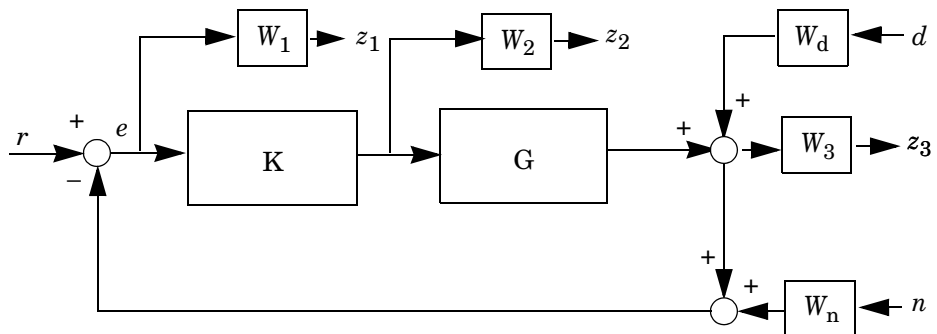 W1 z1 W2 z2 Wd d
+ +
r + e K G + W3 z3
−
+ +
Wn n